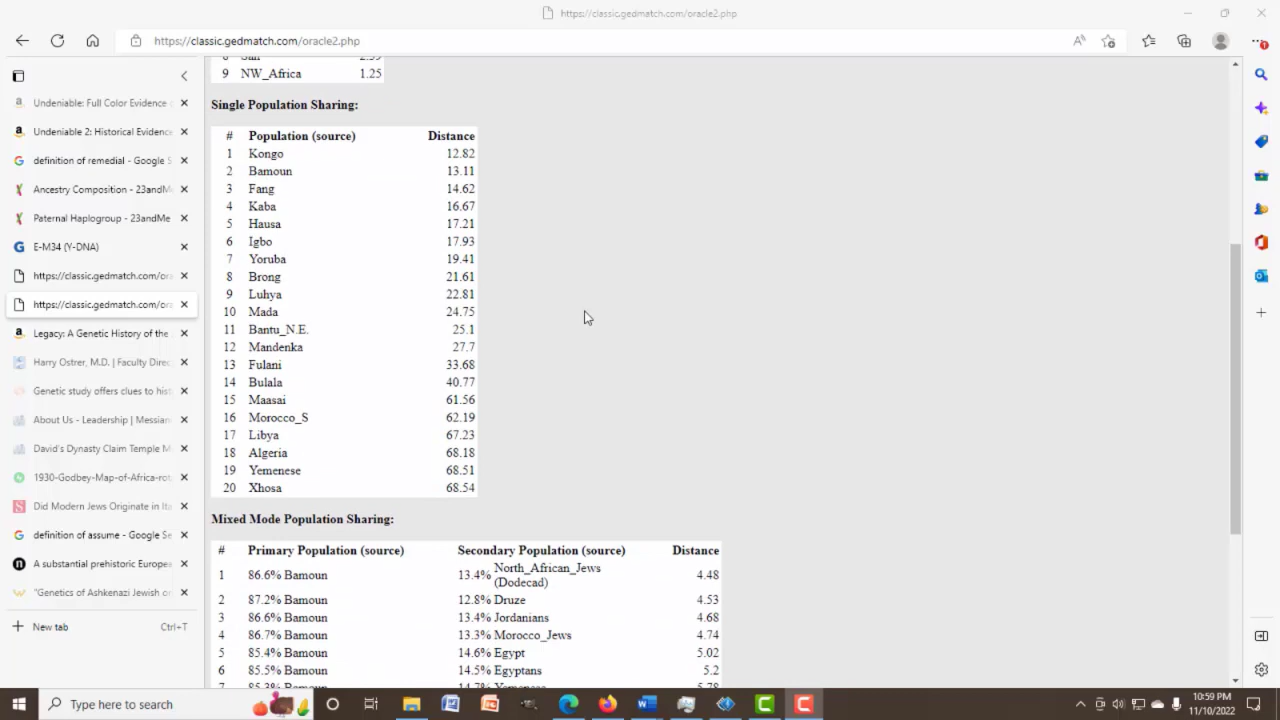 https://classic.gedmatch.com/oracle2.php
https://classic.gedmatch.com/oracle2.php
Undeniable: Full Color Evidence
Undeniable 2: Historical Evidence
definition of remedial - Google S
Ancestry Composition - 23andM
Paternal Haplogroup - 23andMe
E-M34 (Y-DNA)
https://classic.gedmatch.com/or
https://classic.gedmatch.com/ora
Legacy: A Genetic History of the
Harry Ostrer, M.D. | Faculty Direc
Genetic study offers clues to hist
About Us - Leadership | Messian
David's Dynasty Claim Temple M
1930-Godbey-Map-of-Africa-rot
Did Modern Jews Originate in Ita
definition of assume - Google Se
A substantial prehistoric Europe
"Genetics of Ashkenazi Jewish or
New tab Ctrl+T
9 NW_Africa 1.25
Single Population Sharing:
# Population (source) Distance
1 Kongo 12.82
2 Bamoun 13.11
3 Fang 14.62
4 Kaba 16.67
5 Hausa 17.21
6 Igbo 17.93
7 Yoruba 19.41
8 Brong 21.61
9 Luhya 22.81
10 Mada 24.75
11 Bantu_N.E. 25.1
12 Mandenka 27.7
13 Fulani 33.68
14 Bulala 40.77
15 Maasai 61.56
16 Morocco_S 62.19
17 Libya 67.23
18 Algeria 68.18
19 Yemenese 68.51
20 Xhosa 68.54
Mixed Mode Population Sharing:
# Primary Population (source) Secondary Population (source) Distance
1 86.6% Bamoun 13.4% North_African_Jews (Dodecad) 4.48
2 87.2% Bamoun 12.8% Druze 4.53
3 86.6% Bamoun 13.4% Jordanians 4.68
4 86.7% Bamoun 13.3% Morocco_Jews 4.74
5 85.4% Bamoun 14.6% Egypt 5.02
6 85.5% Bamoun 14.5% Egyptans 5.2
Type here to search
10:59 PM
11/10/2022